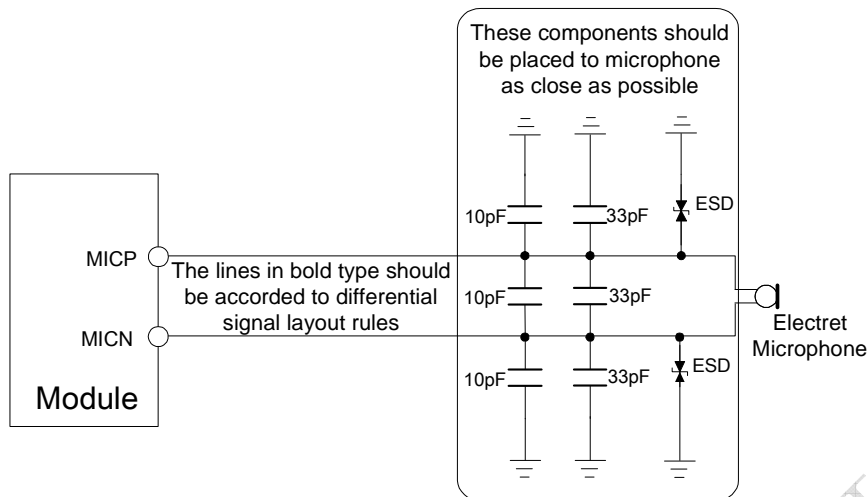 These components should
be placed to microphone
as close as possible
10pF
33pF
ESD
MICP
The lines in bold type should
be accorded to differential
signal layout rules
10pF
33pF
MICN
Electret
Microphone
10pF
33pF
ESD
Module